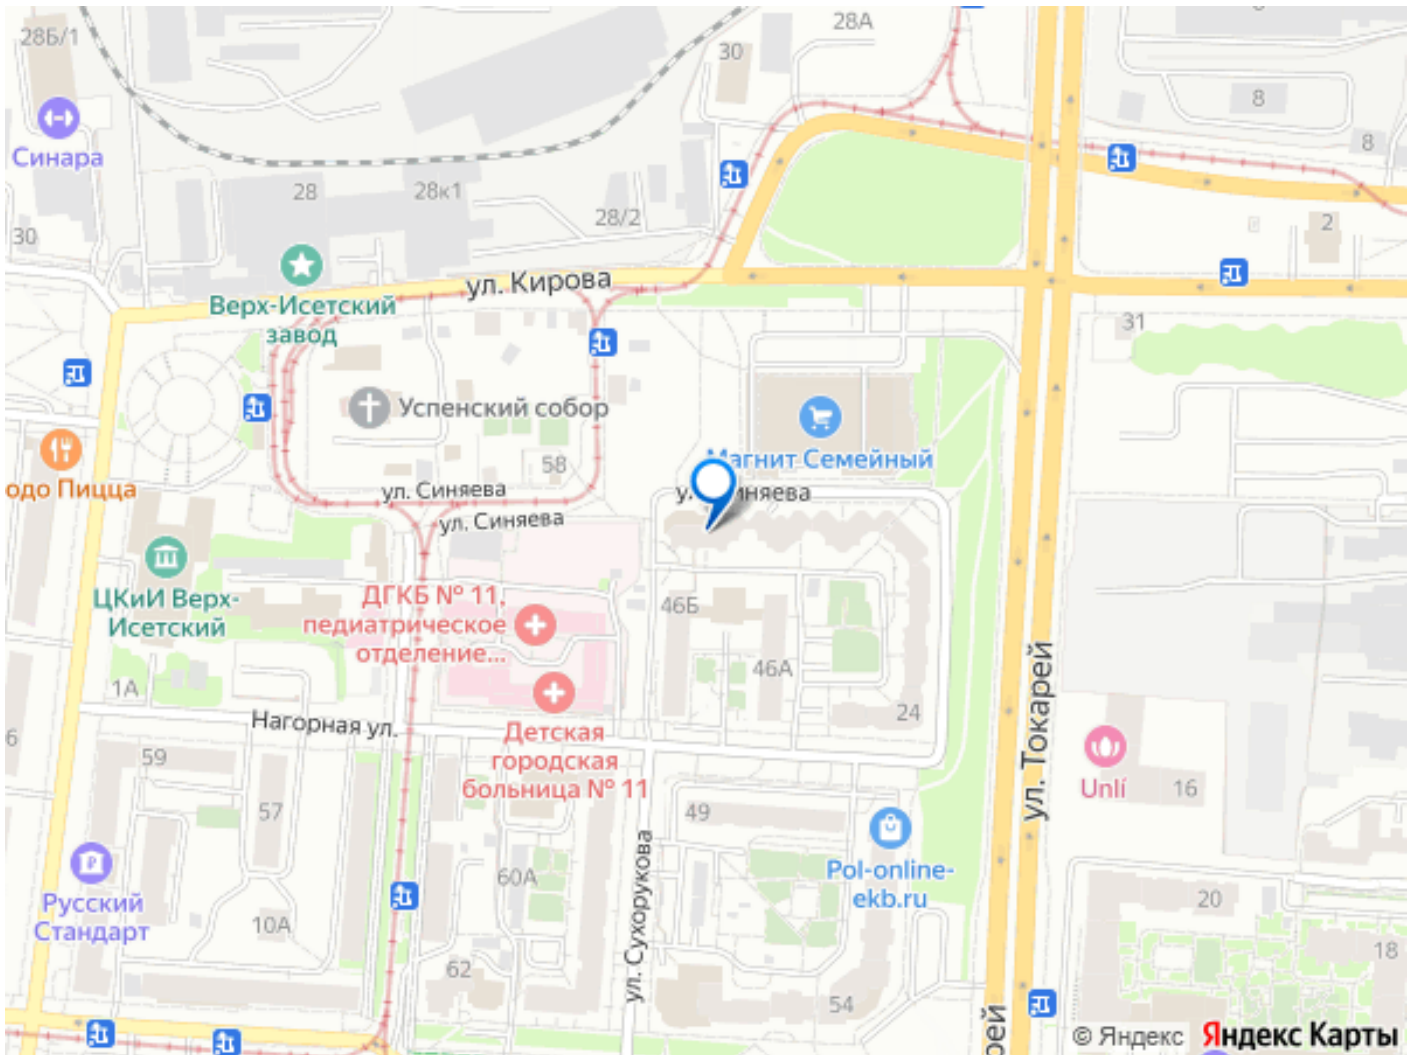 28Б/1
28А
30
8
8
Синара
28
28к1
28/2
2
30
Верх-Исетский
завод
ул. Кирова
31
Успенский собор
58
Магнит Семейный
одо Пицца
ул. Синяева
ул. Синяева
иняева
ЦКиИ Верх-
Исетский
ДГКБ № 11,
педиатрическое
отделение...
46Б
46А
1А
24
Нагорная ул.
Детская
городская
больница № 11
ул. Токарей
6
59
57
49
Unlí
16
Pol-online-
ekb.ru
Русский
Стандарт
60А
10А
ул. Сухорукова
20
18
62
54
рей
© Яндекс Яндекс Карты